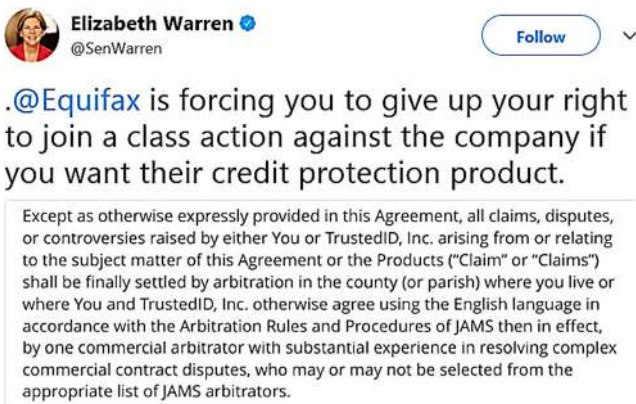 Elizabeth Warren
@SenWarren
Follow
.@Equifax is forcing you to give up your right
to join a class action against the company if
you want their credit protection product.
Except as otherwise expressly provided in this Agreement, all claims, disputes,
or controversies raised by either You or TrustedID, Inc. arising from or relating
to the subject matter of this Agreement or the Products (“Claim” or “Claims”)
shall be finally settled by arbitration in the county (or parish) where you live or
where You and TrustedID, Inc. otherwise agree using the English language in
accordance with the Arbitration Rules and Procedures of JAMS then in effect,
by one commercial arbitrator with substantial experience in resolving complex
commercial contract disputes, who may or may not be selected from the
appropriate list of JAMS arbitrators.